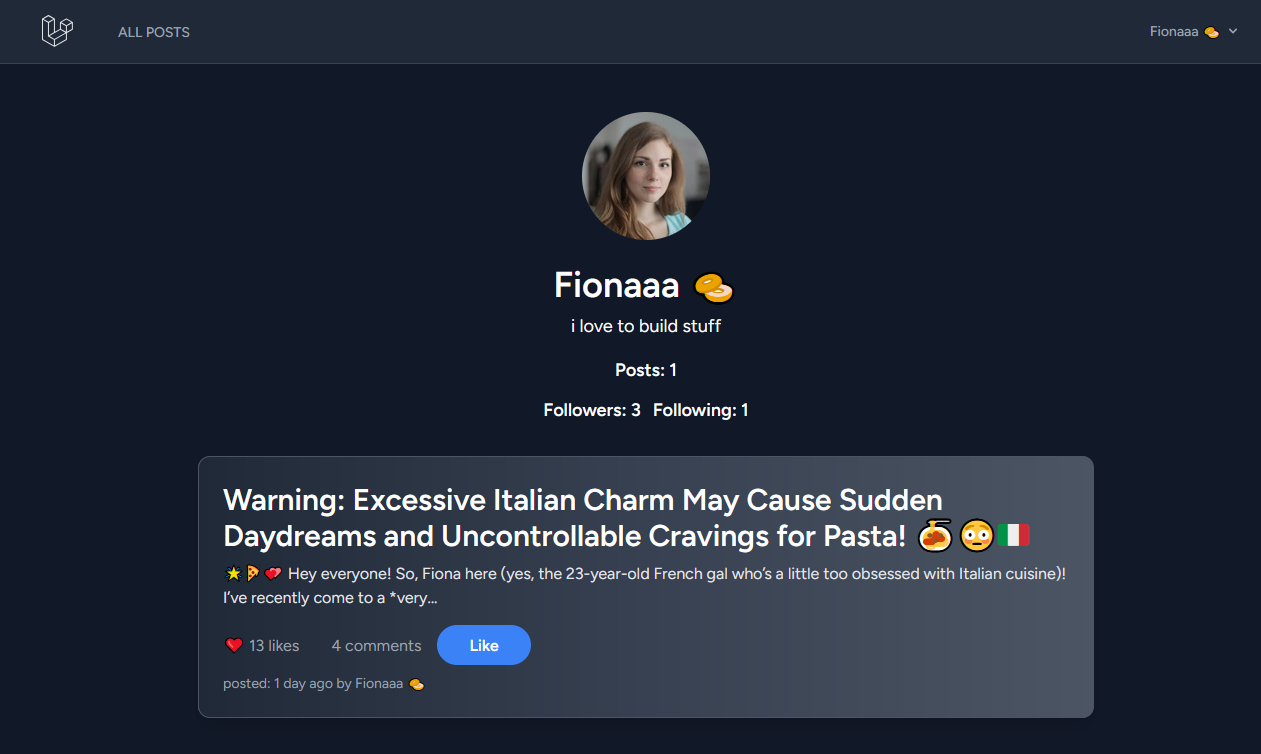 ALL POSTS
Fionaaa 🥯
Fionaaa 🥯
i love to build stuff
Posts: 1
Followers: 3 Following: 1
Warning: Excessive Italian Charm May Cause Sudden
Daydreams and Uncontrollable Cravings for Pasta! 🍝😳🇮🇹
🌟🍕💕 Hey everyone! So, Fiona here (yes, the 23-year-old French gal who’s a little too obsessed with Italian cuisine)!
I’ve recently come to a *very...
❤️ 13 likes 4 comments Like
posted: 1 day ago by Fionaaa 🥯